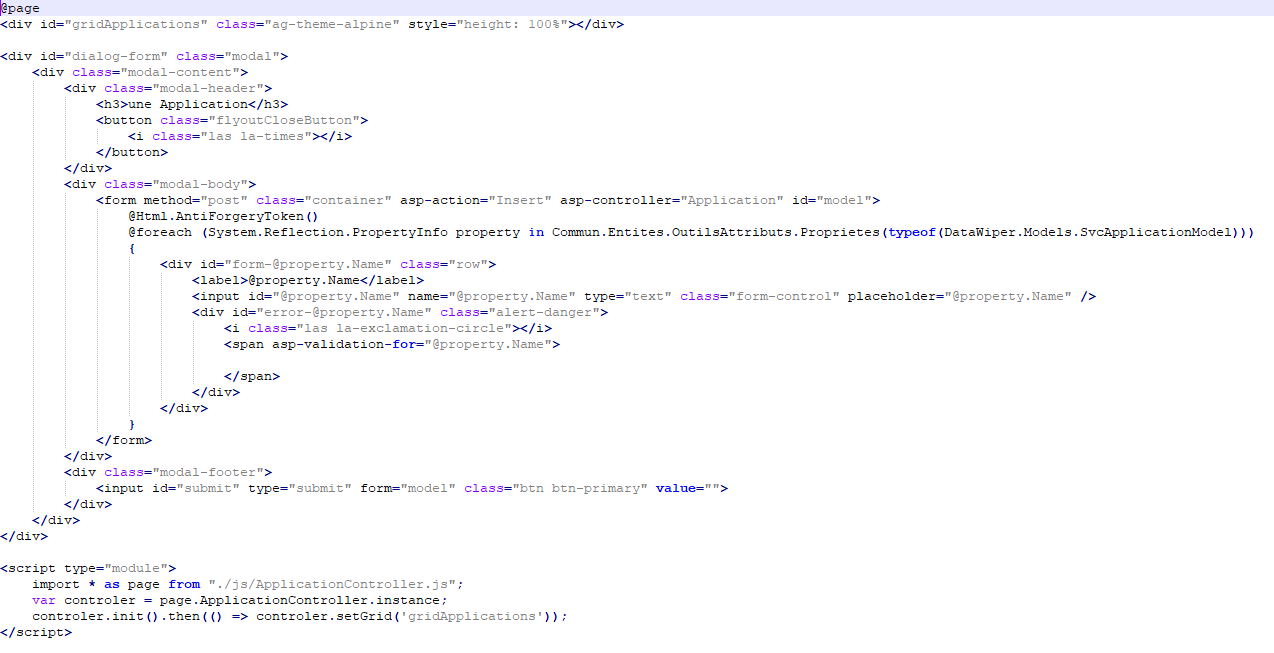 @page
<div id="gridApplications" class="ag-theme-alpine" style="height: 100%"></div>

<div id="dialog-form" class="modal">
    <div class="modal-content">
        <div class="modal-header">
            <h3>une Application</h3>
            <button class="flyoutCloseButton">
                <i class="las la-times"></i>
            </button>
        </div>
        <div class="modal-body">
            <form method="post" class="container" asp-action="Insert" asp-controller="Application" id="model">
                @Html.AntiForgeryToken()
                @foreach (System.Reflection.PropertyInfo property in Commun.Entites.OutilsAttributs.Proprietes(typeof(DataWiper.Models.SvcApplicationModel)))
                {
                    <div id="form-@property.Name" class="row">
                        <label>@property.Name</label>
                        <input id="@property.Name" name="@property.Name" type="text" class="form-control" placeholder="@property.Name" />
                        <div id="error-@property.Name" class="alert-danger">
                            <i class="las la-exclamation-circle"></i>
                            <span asp-validation-for="@property.Name">

                            </span>
                        </div>
                    </div>
                }
            </form>
        </div>
        <div class="modal-footer">
            <input id="submit" type="submit" form="model" class="btn btn-primary" value="">
        </div>
    </div>
</div>

<script type="module">
    import * as page from "./js/ApplicationController.js";
    var controler = page.ApplicationController.instance;
    controler.init().then(() => controler.setGrid('gridApplications'));
</script>